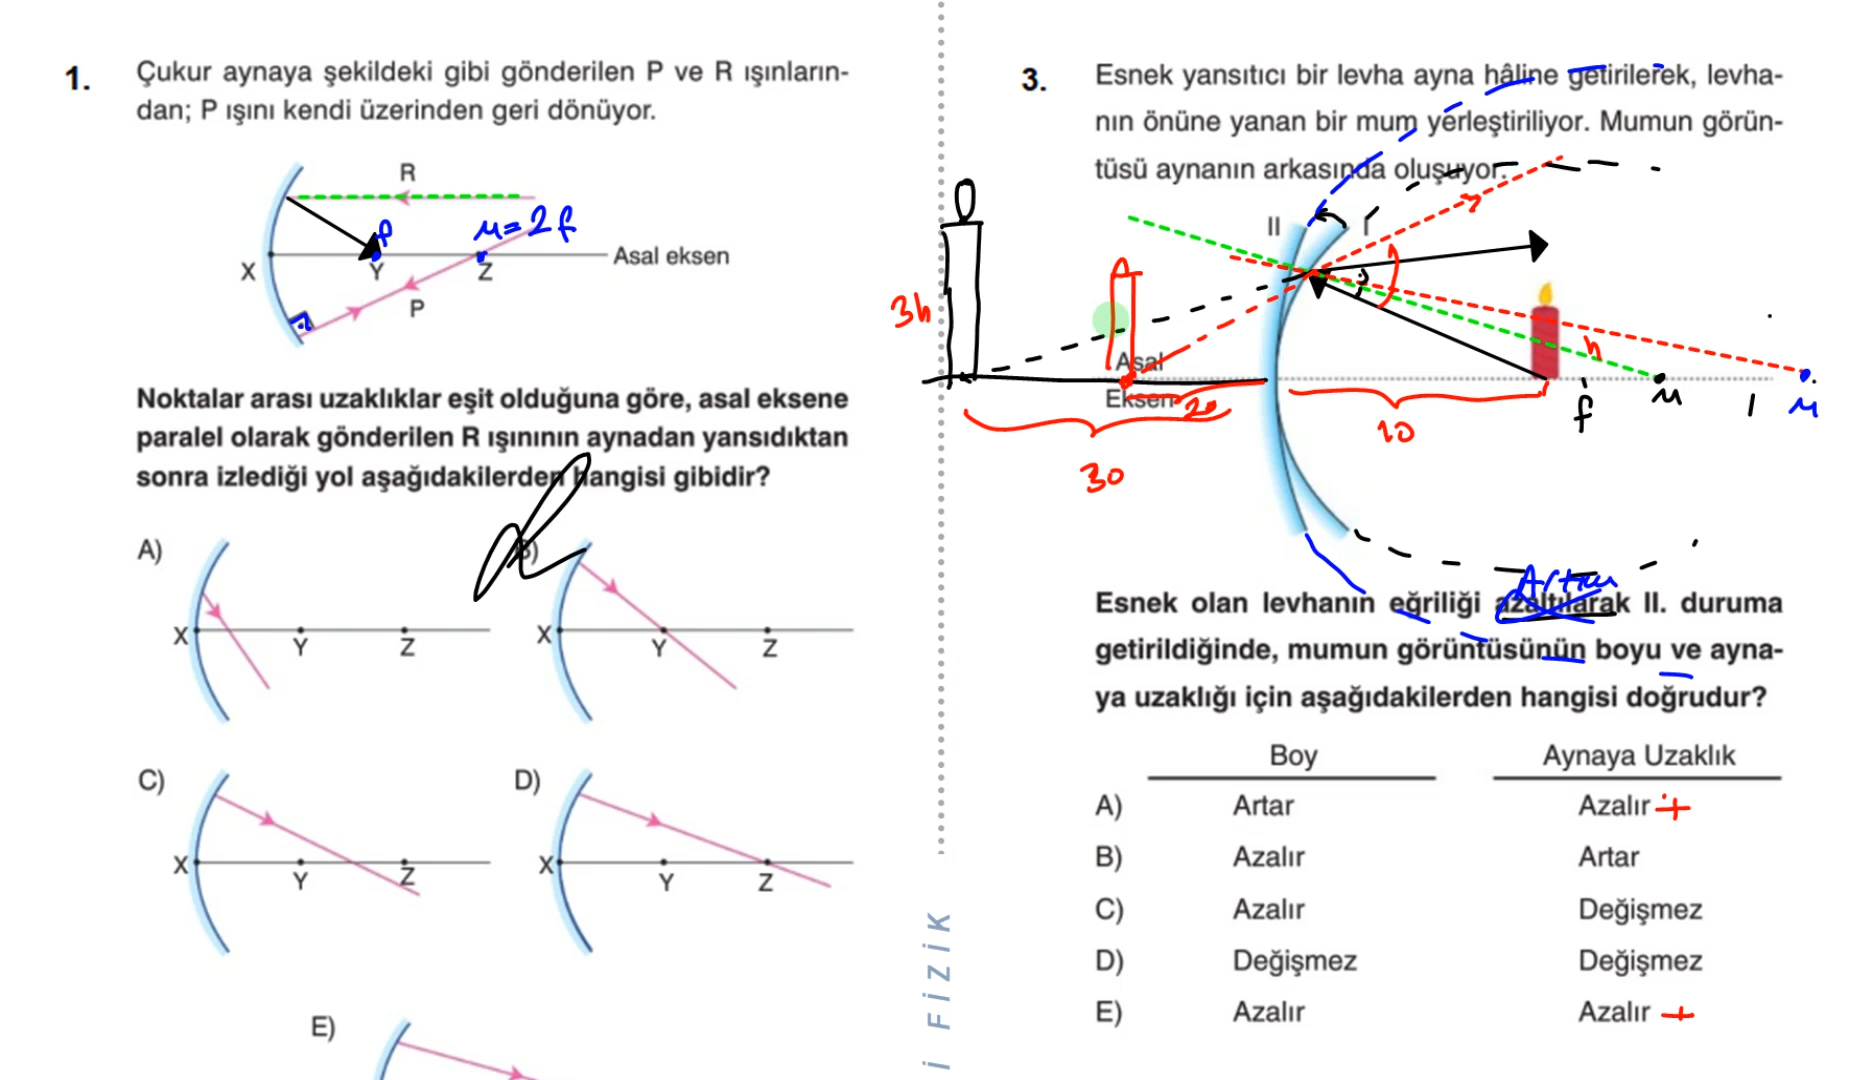 1.
Çukur aynaya şekildeki gibi gönderilen P ve R ışınların-
dan; P ışını kendi üzerinden geri dönüyor.
R
f
M=2f
X
Y
Z
Asal eksen
P
Noktalar arası uzaklıklar eşit olduğuna göre, asal eksene
paralel olarak gönderilen R ışınının aynadan yansıdıktan
sonra izlediği yol aşağıdakilerden hangisi gibidir?
A)
X
Y
Z
B)
X
Y
Z
C)
X
Y
Z
D)
X
Y
Z
E)
İ FİZİK
3.
Esnek yansıtıcı bir levha ayna hâline getirilerek, levha-
nın önüne yanan bir mum yerleştiriliyor. Mumun görün-
tüsü aynanın arkasında oluşuyor.
II
I
3h
h
Asal
Eksen
20
10
30
f
M
M
Esnek olan levhanın eğriliği azaltılarak II. duruma
getirildiğinde, mumun görüntüsünün boyu ve ayna-
ya uzaklığı için aşağıdakilerden hangisi doğrudur?
Boy Aynaya Uzaklık
A) Artar Azalır +
B) Azalır Artar
C) Azalır Değişmez
D) Değişmez Değişmez
E) Azalır Azalır +